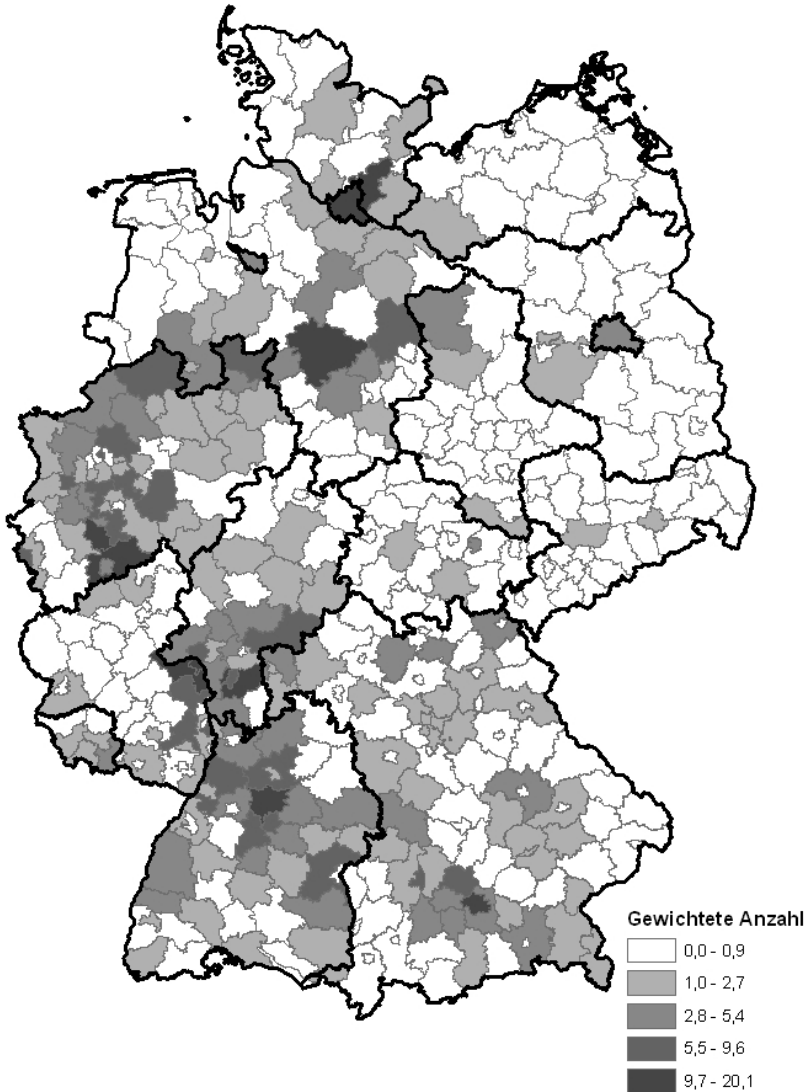 Gewichtete Anzahl
0,0 - 0,9
1,0 - 2,7
2,8 - 5,4
5,5 - 9,6
9,7 - 20,1